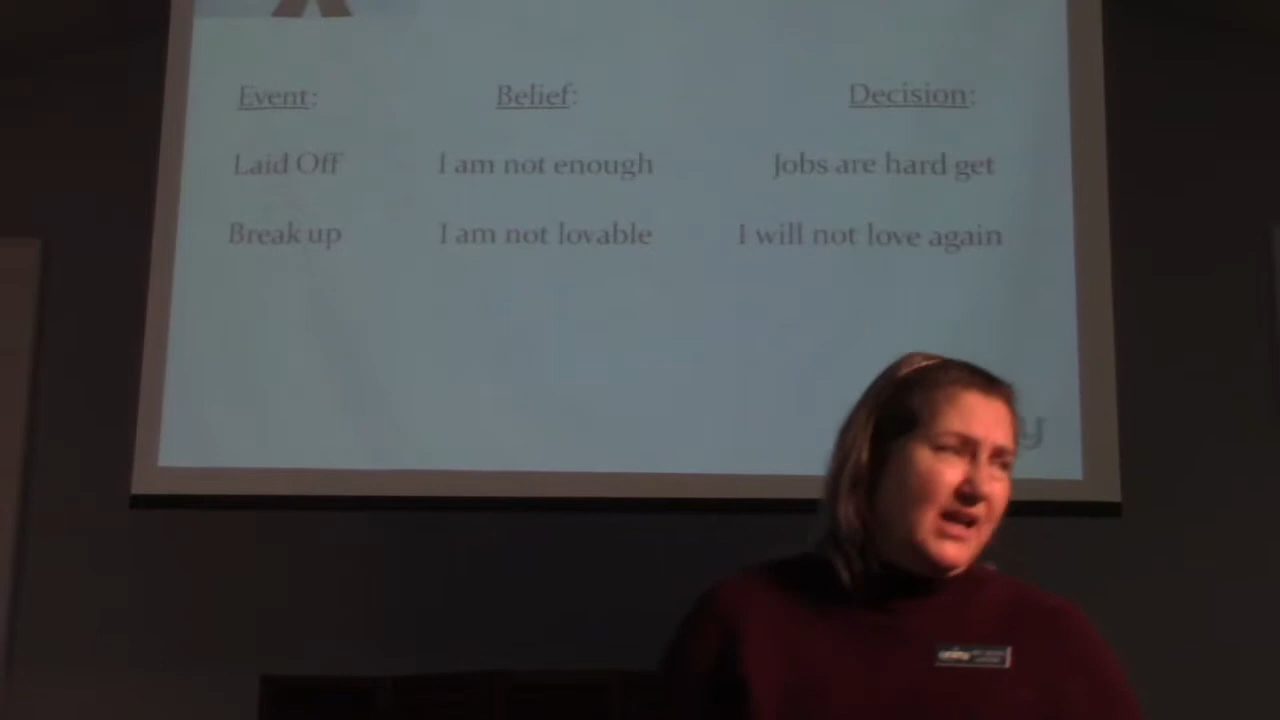 Event: Belief: Decision:
Laid Off I am not enough Jobs are hard get
Break up I am not lovable I will not love again
y